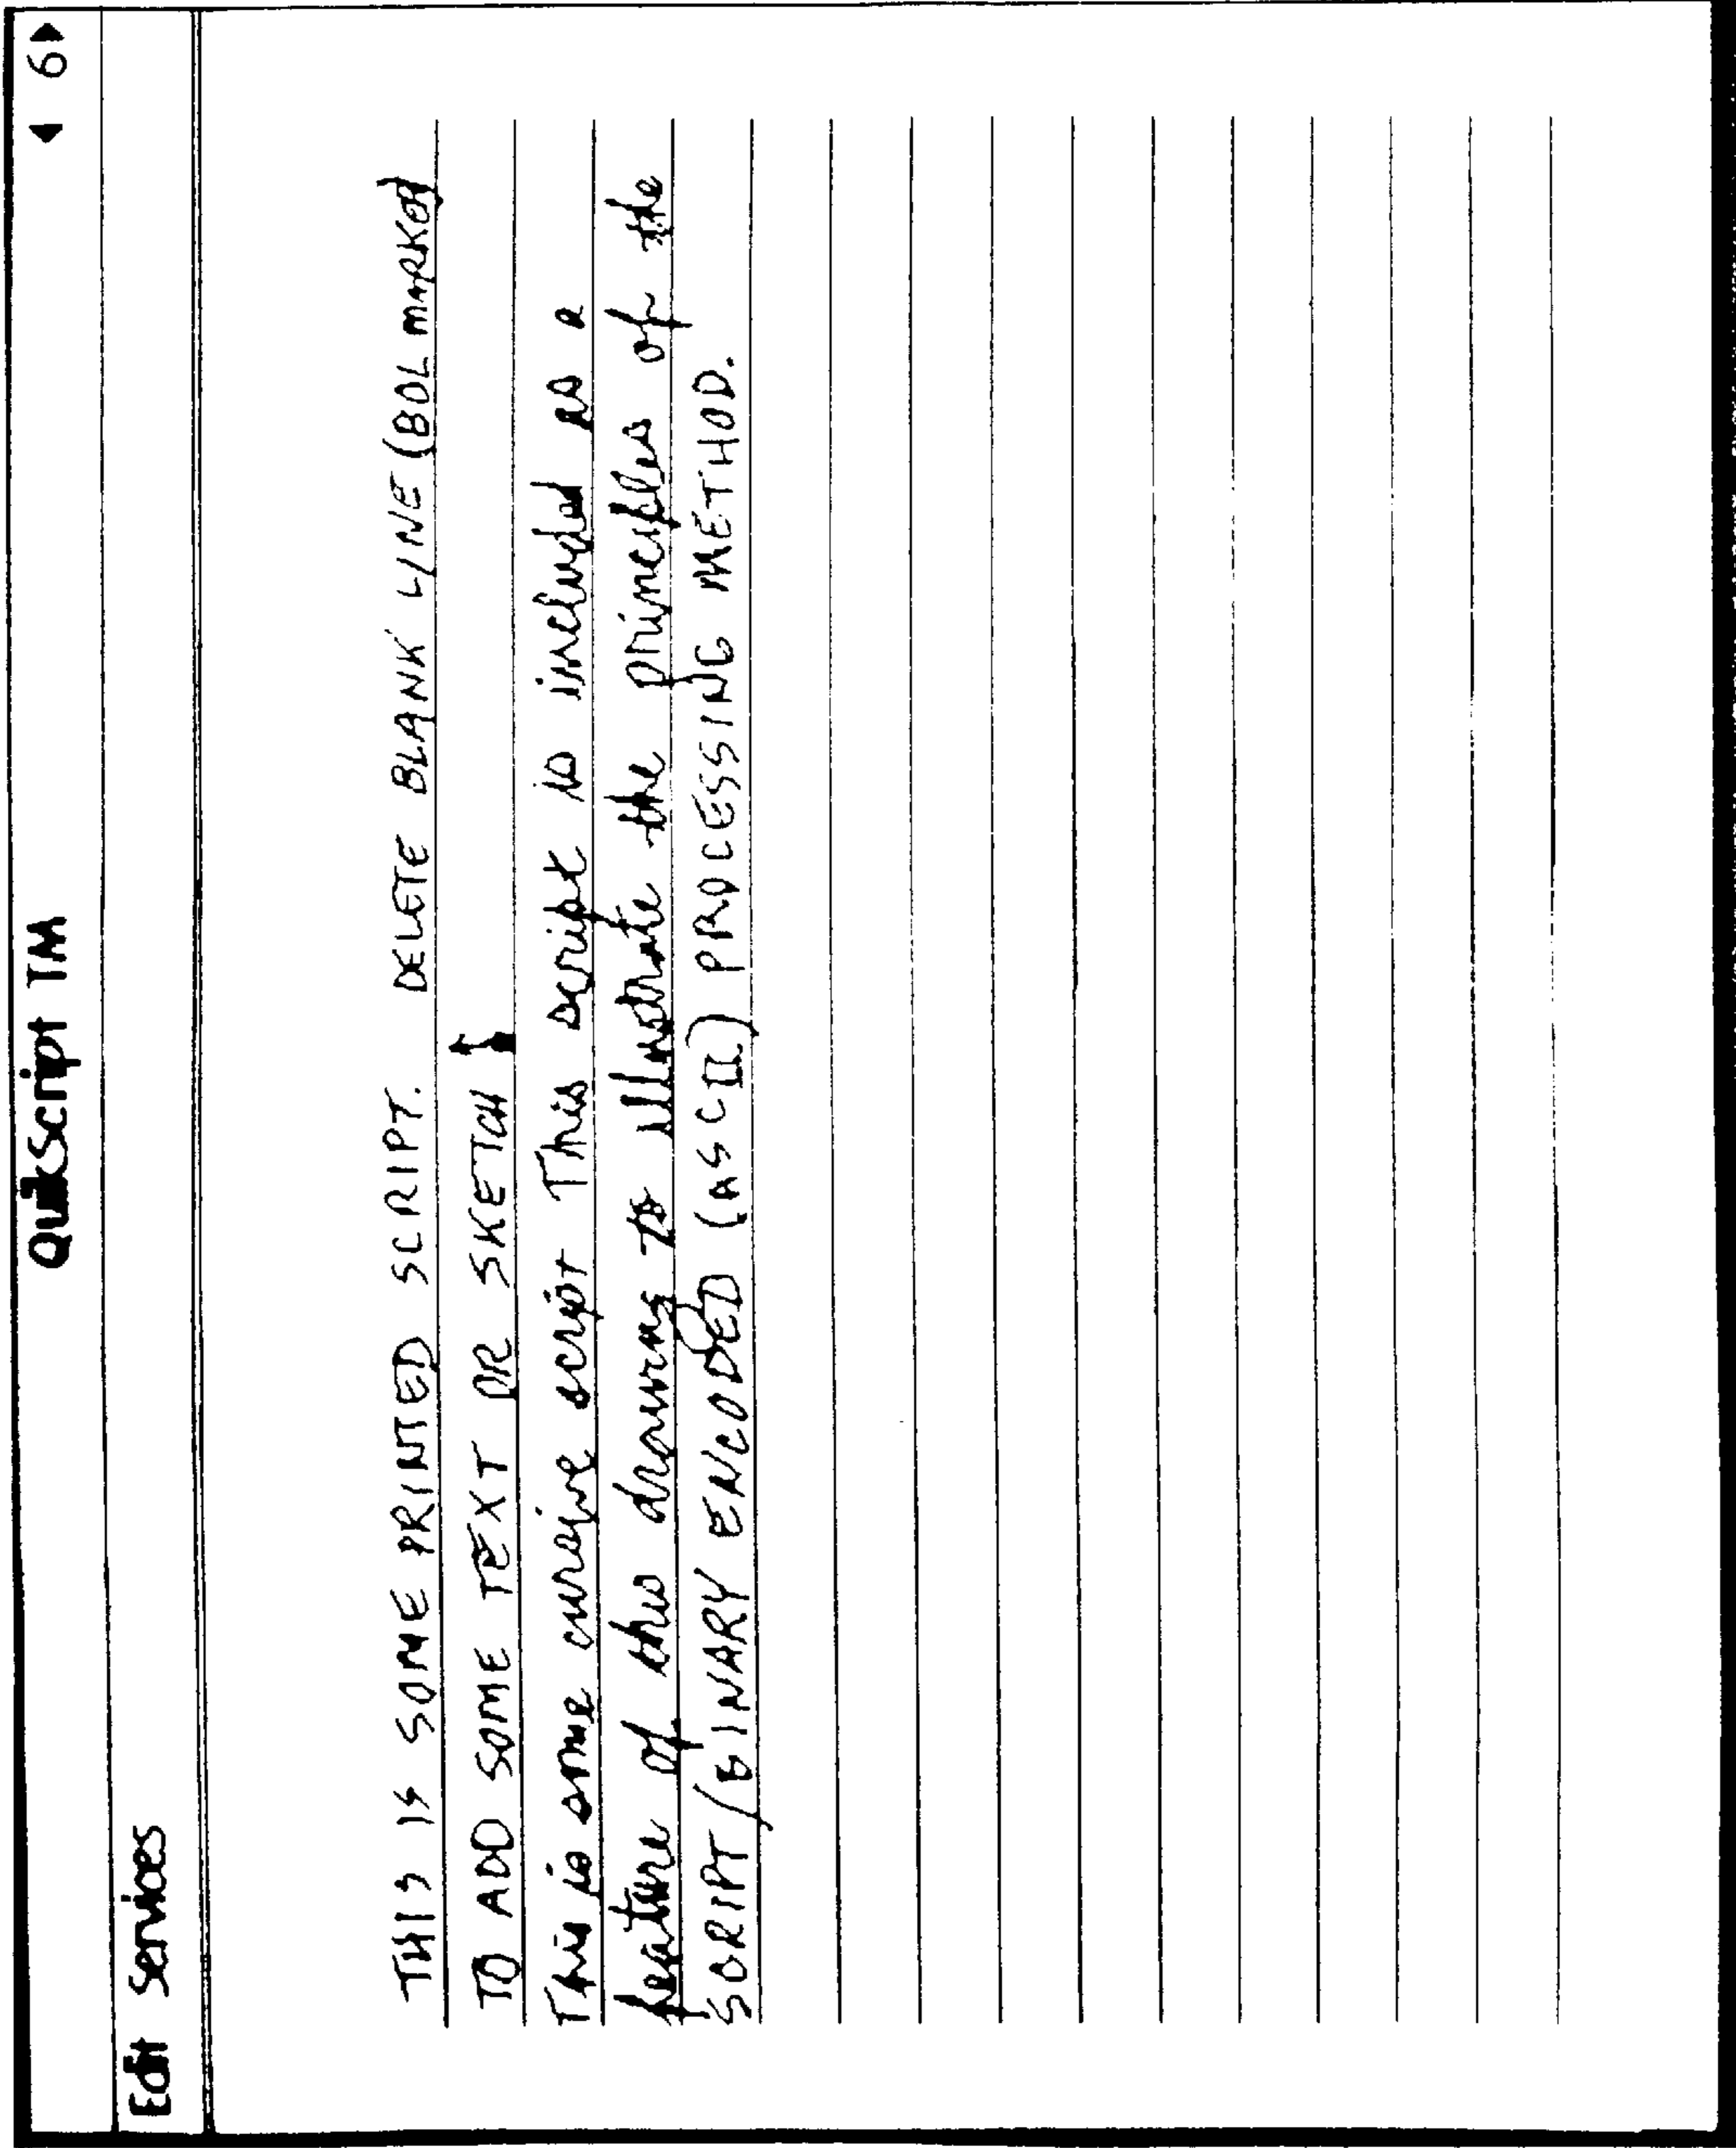 QuikScript TM
◄ 6►
Edit Services
THIS IS SOME PRINTED SCRIPT. DELETE BLANK LINE (BOL MARKED)
TO ADD SOME TEXT OR SKETCH
This is some cursive script This script is included as a
feature of this drawing to illustrate the principles of the
SCRIPT/BINARY ENCODED (ASCII) PROCESSING METHOD.